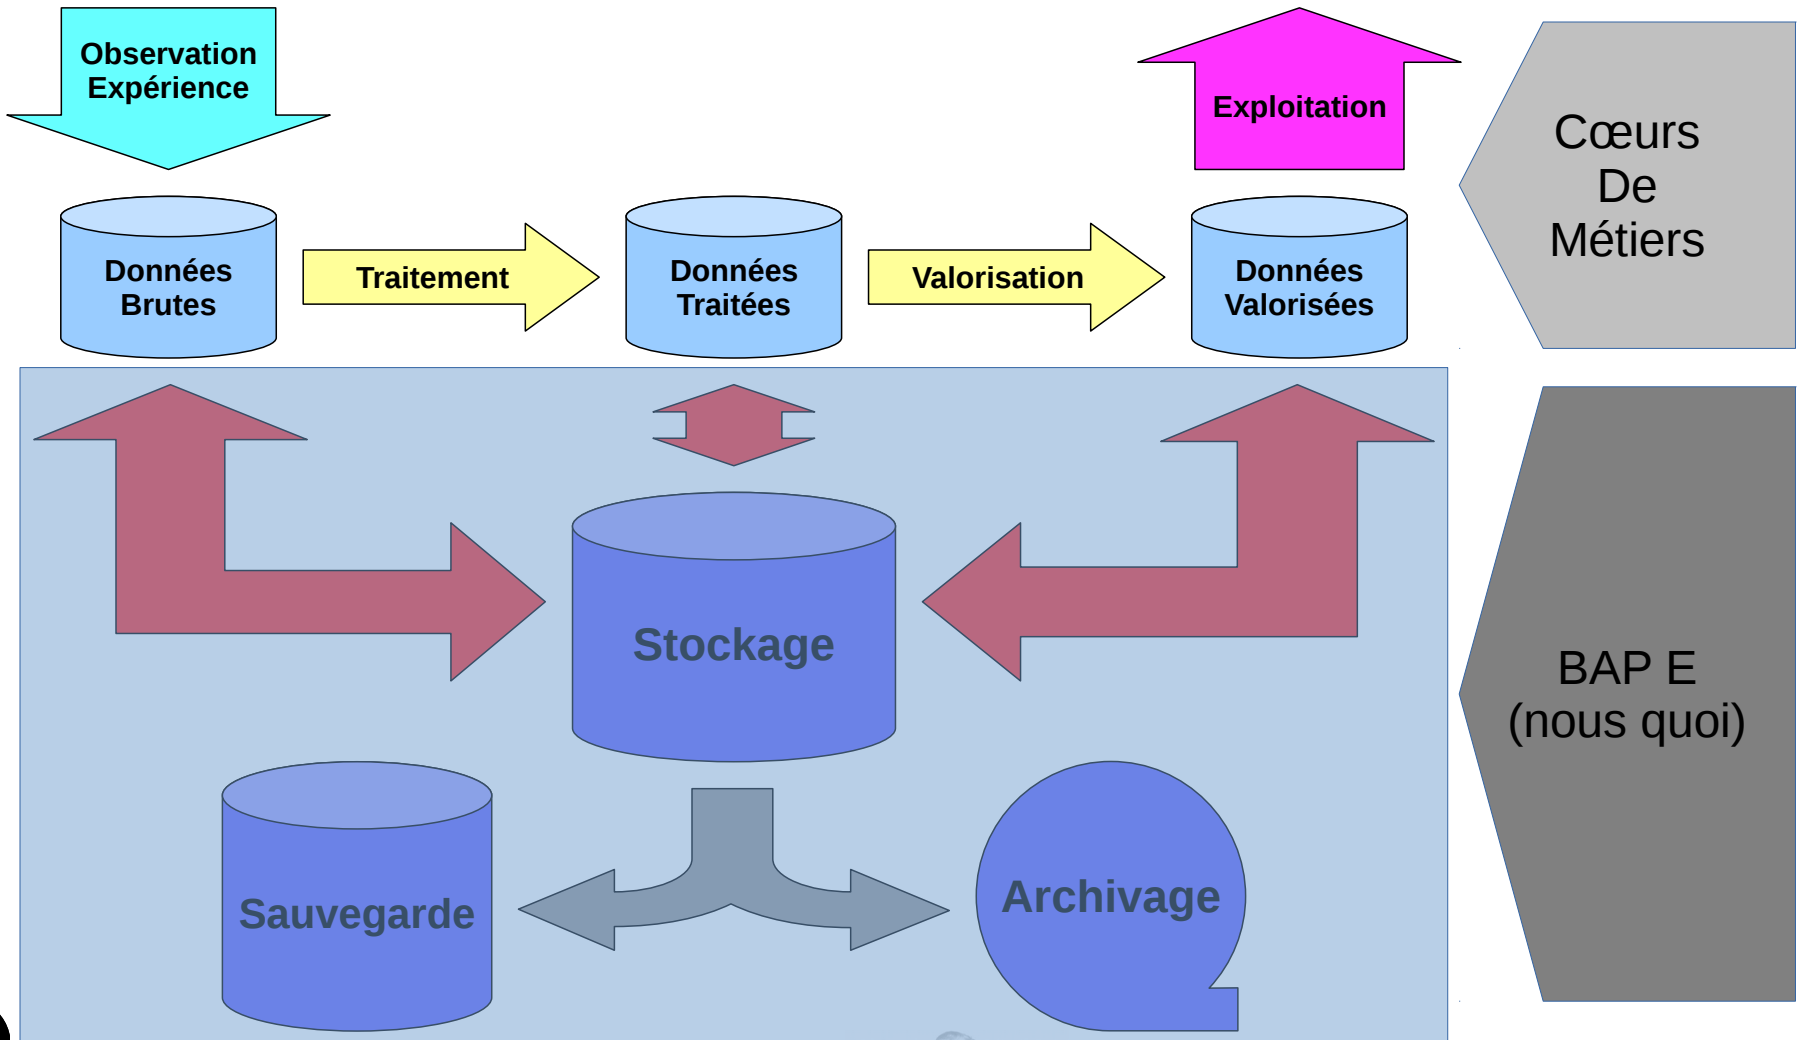 Observation
Expérience
Exploitation
Cœurs
De
Métiers
Données
Brutes
Traitement
Données
Traitées
Valorisation
Données
Valorisées
Stockage
BAP E
(nous quoi)
Sauvegarde
Archivage